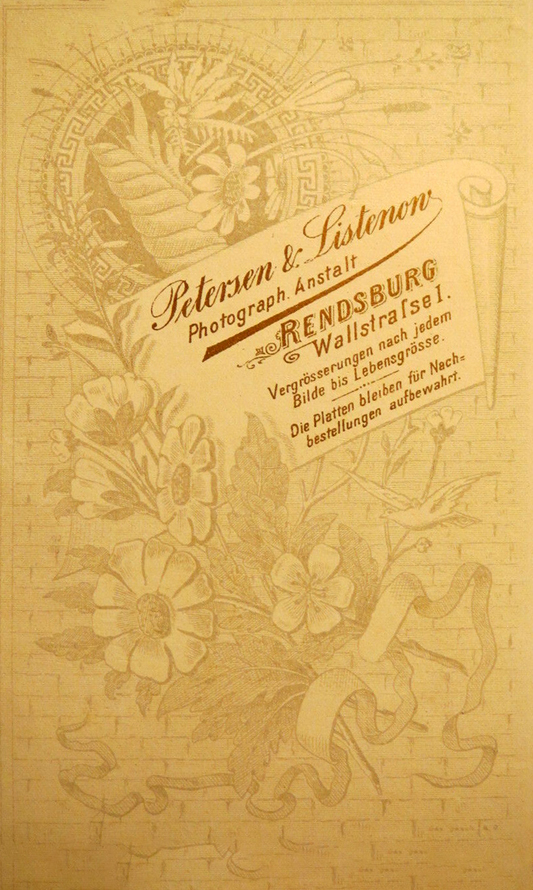 Petersen & Listenow
Photograph. Anstalt
RENDSBURG
Wallstraſse 1.
Vergrösserungen nach jedem
Bilde bis Lebensgrösse.
Die Platten bleiben für Nach=
bestellungen aufbewahrt.